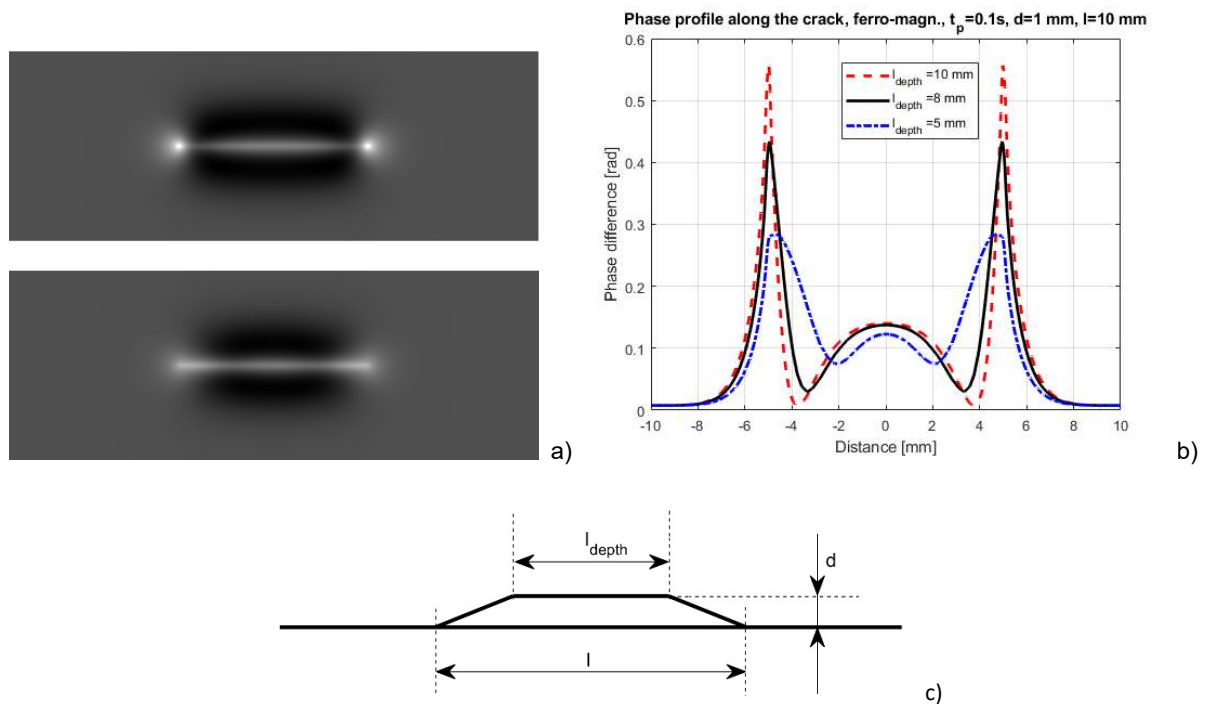 Phase profile along the crack, ferro-magn., t_p=0.1s, d=1 mm, l=10 mm
0.6
0.5
0.4
0.3
0.2
0.1
0
Phase difference [rad]
l_depth =10 mm
l_depth =8 mm
l_depth =5 mm
-10 -8 -6 -4 -2 0 2 4 6 8 10
Distance [mm]
a)
b)
l_depth
d
l
c)